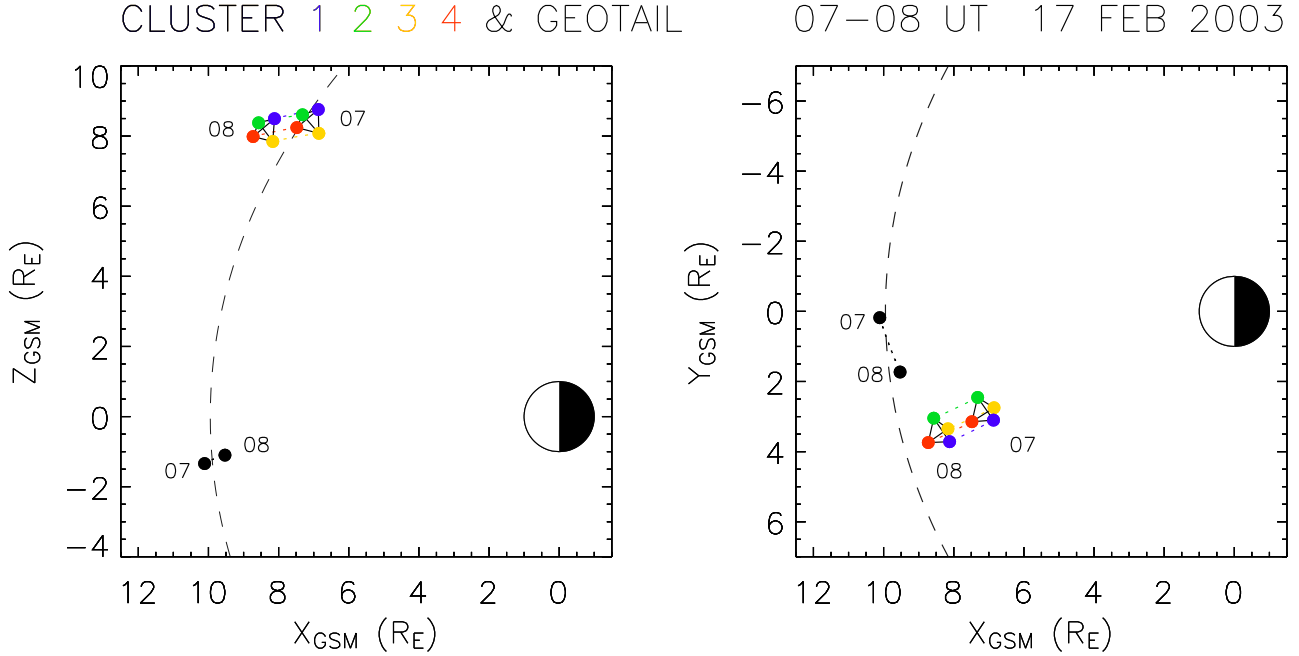 CLUSTER 1 2 3 4 & GEOTAIL
07-08 UT 17 FEB 2003
10
8
6
4
2
0
-2
-4
Z_GSM (R_E)
08
07
08
07
12 10 8 6 4 2 0
X_GSM (R_E)
-6
-4
-2
0
2
4
6
Y_GSM (R_E)
07
08
07
08
12 10 8 6 4 2 0
X_GSM (R_E)